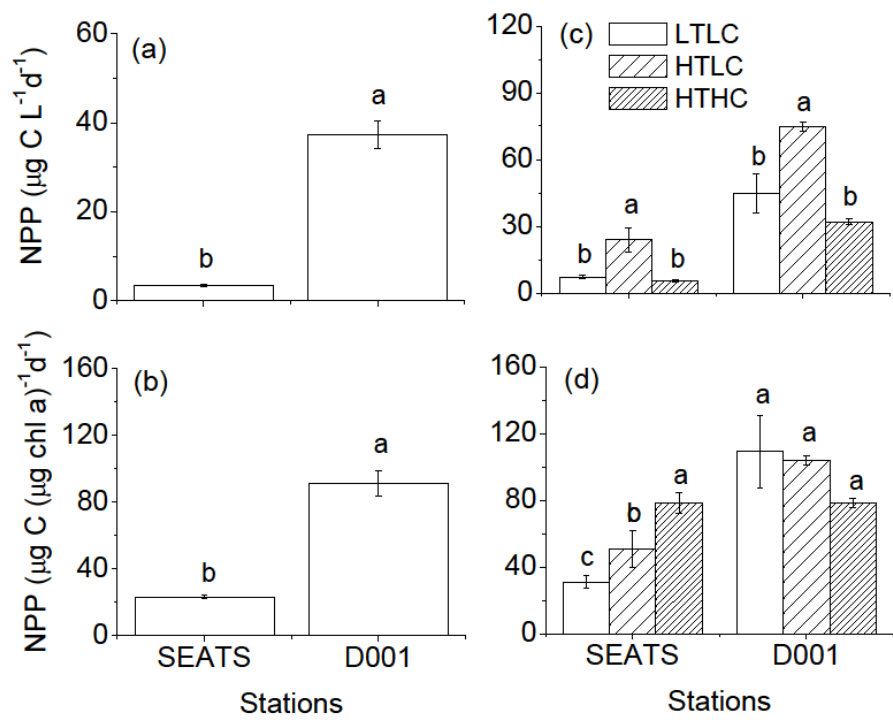 NPP (µg C L⁻¹d⁻¹)
60
40
20
0
(a)
b
a
120
90
60
30
0
(c)
LTLC
HTLC
HTHC
b
a
b
b
a
b
NPP (µg C (µg chl a)⁻¹d⁻¹)
160
120
80
40
0
(b)
b
a
SEATS D001
Stations
160
120
80
40
0
(d)
c
b
a
a
a
a
SEATS D001
Stations